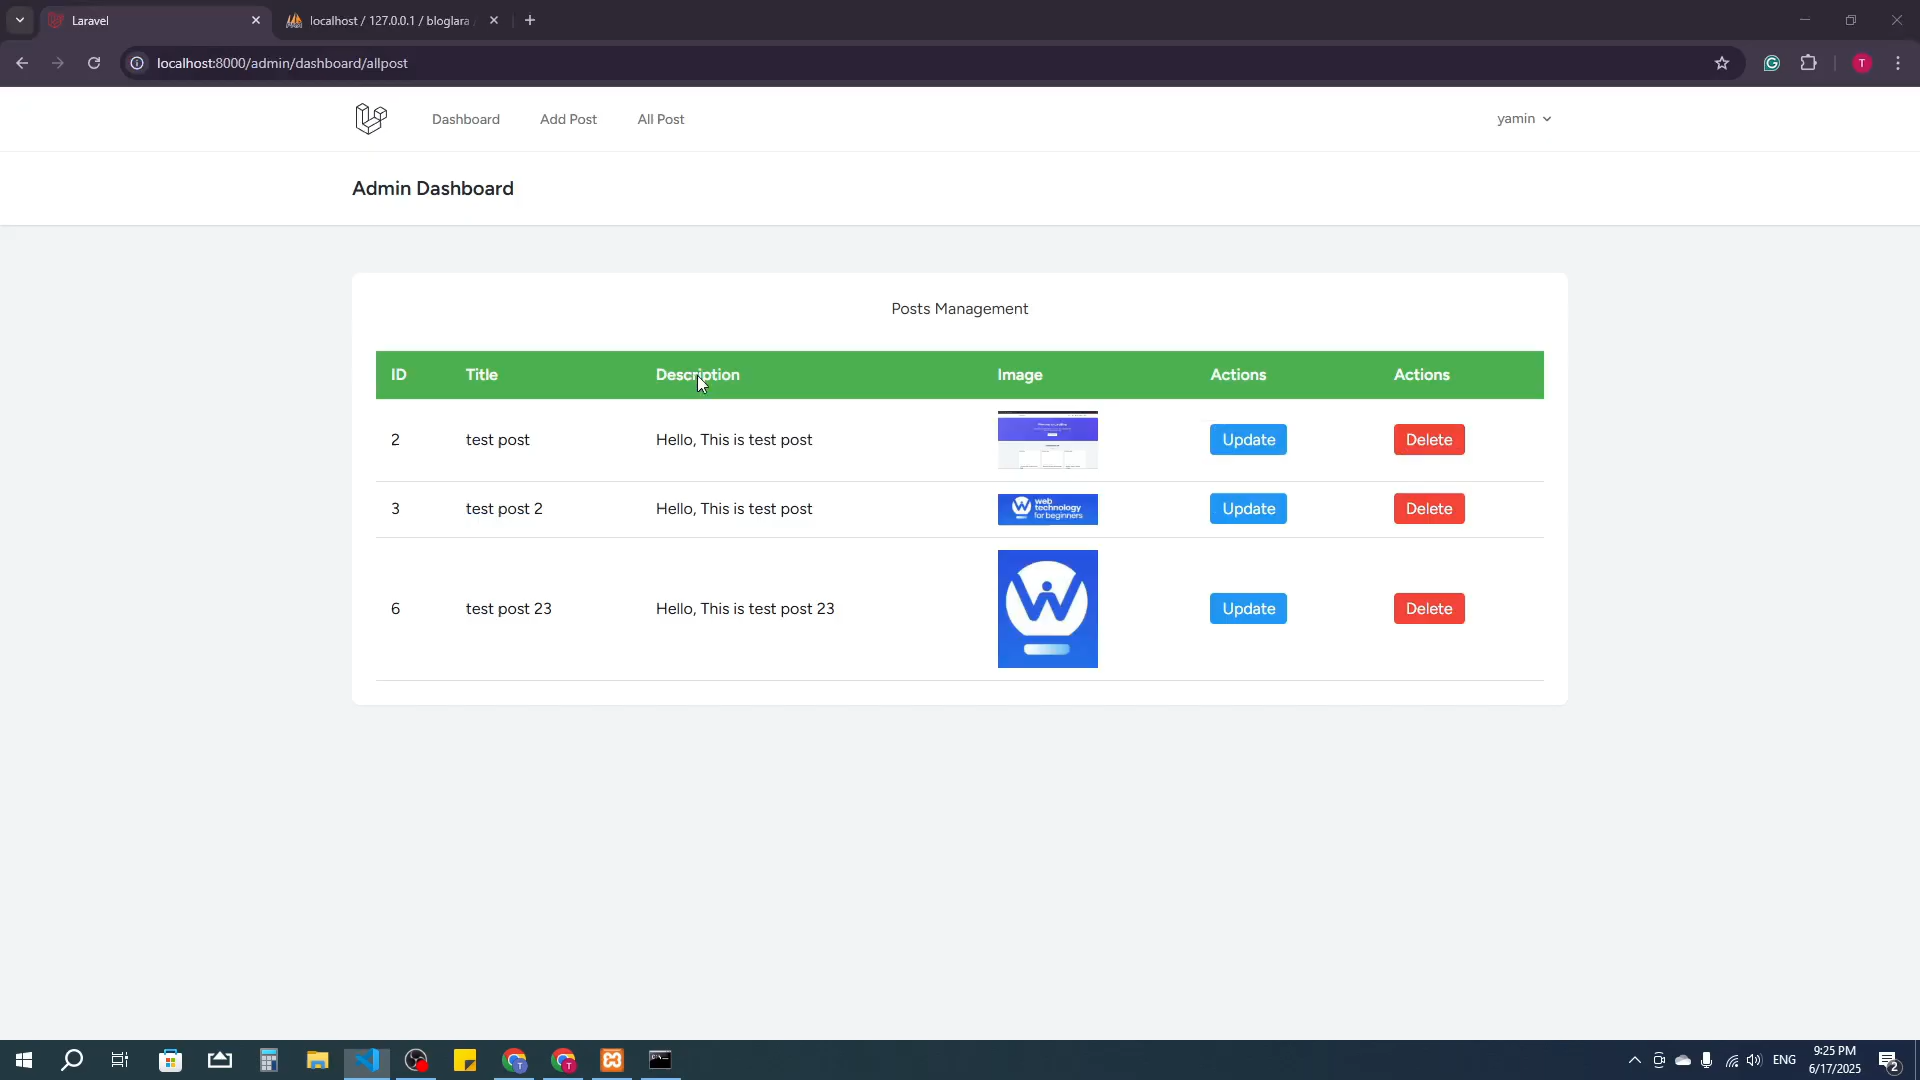 Laravel
localhost / 127.0.0.1 / bloglara
localhost:8000/admin/dashboard/allpost
T
Dashboard
Add Post
All Post
yamin
Admin Dashboard
Posts Management
ID Title Description Image Actions Actions
2 test post Hello, This is test post Update Delete
3 test post 2 Hello, This is test post web technology for beginners Update Delete
6 test post 23 Hello, This is test post 23 Update Delete
ENG
9:25 PM
6/17/2025
2